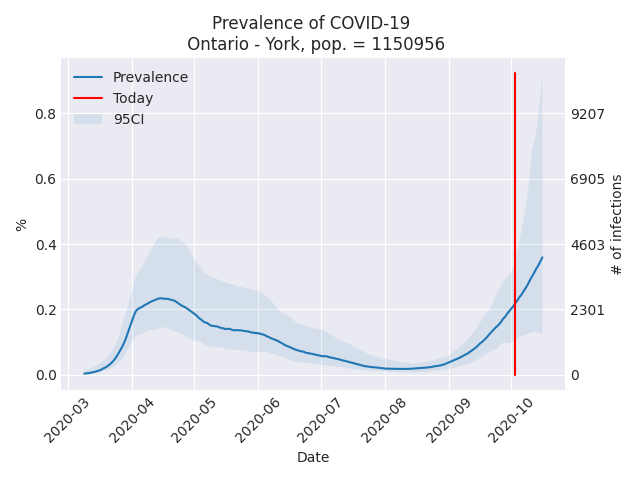 Prevalence of COVID-19
Ontario - York, pop. = 1150956
Prevalence
Today
95CI
0.8
0.6
0.4
0.2
0.0
%
9207
6905
4603
2301
0
# of infections
2020-03
2020-04
2020-05
2020-06
2020-07
2020-08
2020-09
2020-10
Date